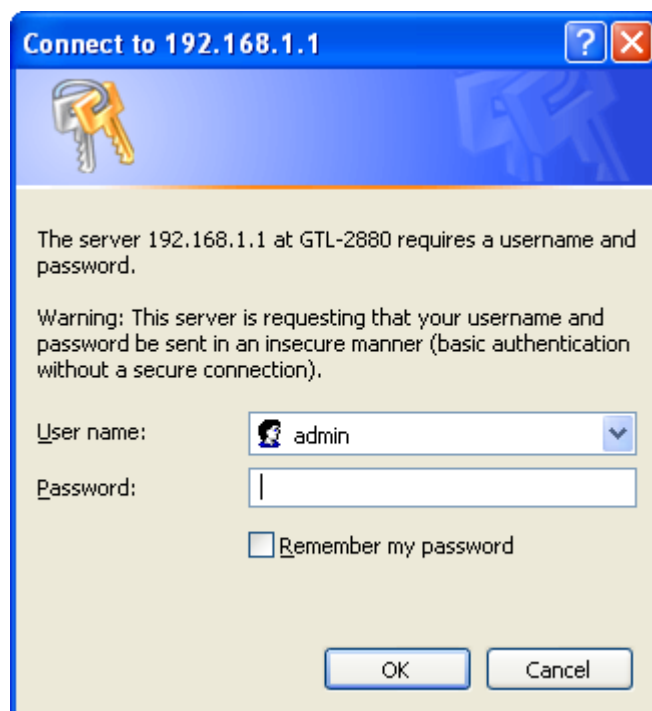 Connect to 192.168.1.1
The server 192.168.1.1 at GTL-2880 requires a username and
password.
Warning: This server is requesting that your username and
password be sent in an insecure manner (basic authentication
without a secure connection).
User name:
admin
Password:
Remember my password
OK
Cancel